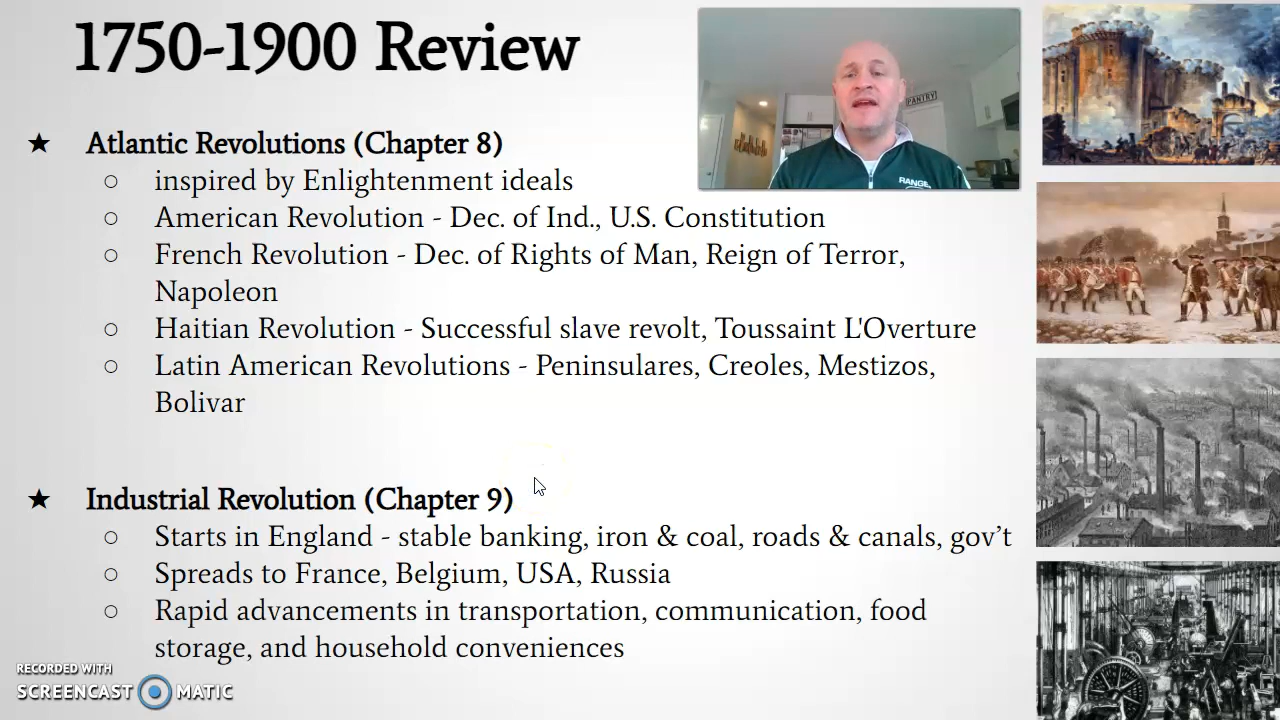 1750-1900 Review
PANTRY
RANGE
★ Atlantic Revolutions (Chapter 8)
○ inspired by Enlightenment ideals
○ American Revolution - Dec. of Ind., U.S. Constitution
○ French Revolution - Dec. of Rights of Man, Reign of Terror,
Napoleon
○ Haitian Revolution - Successful slave revolt, Toussaint L'Overture
○ Latin American Revolutions - Peninsulares, Creoles, Mestizos,
Bolivar
★ Industrial Revolution (Chapter 9)
○ Starts in England - stable banking, iron & coal, roads & canals, gov’t
○ Spreads to France, Belgium, USA, Russia
○ Rapid advancements in transportation, communication, food
storage, and household conveniences
RECORDED WITH
SCREENCAST MATIC